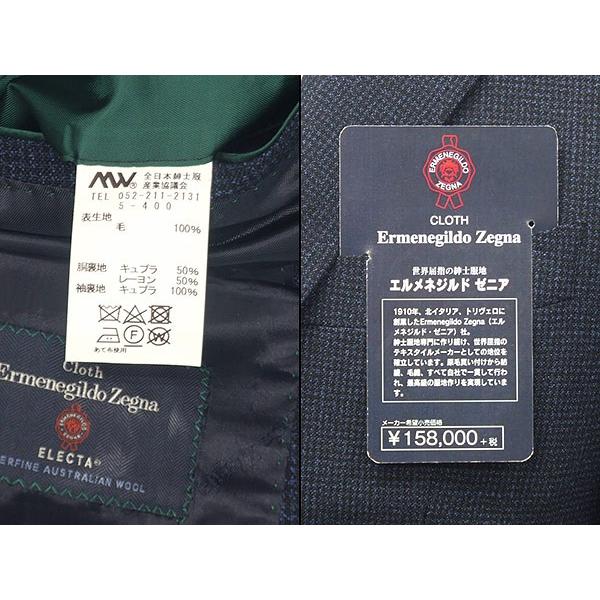 MW® 全日本紳士服
産業協議会
TEL 052-211-2131
5-400
表生地
毛 100%
胴裏地 キュプラ 50%
レーヨン 50%
袖裏地 キュプラ 100%
F W
あて布使用
Cloth
Ermenegildo Zegna
ERMENEGILDO
ZEGNA
ELECTA
ERFINE AUSTRALIAN WOOL
ERMENEGILDO
ZEGNA
CLOTH
Ermenegildo Zegna
世界屈指の紳士服地
エルメネジルド ゼニア
1910年、北イタリア、トリヴェロに
創業したErmenegildo Zegna（エル
メネジルド・ゼニア）社。
紳士服地専門に作り続け、世界屈指の
テキスタイルメーカーとしての地位を
確立しています。原毛買い付けから紡
績、毛織、すべて自社で一貫して行わ
れ、最高級の服地作りを実現していま
す。
メーカー希望小売価格
¥158,000+税